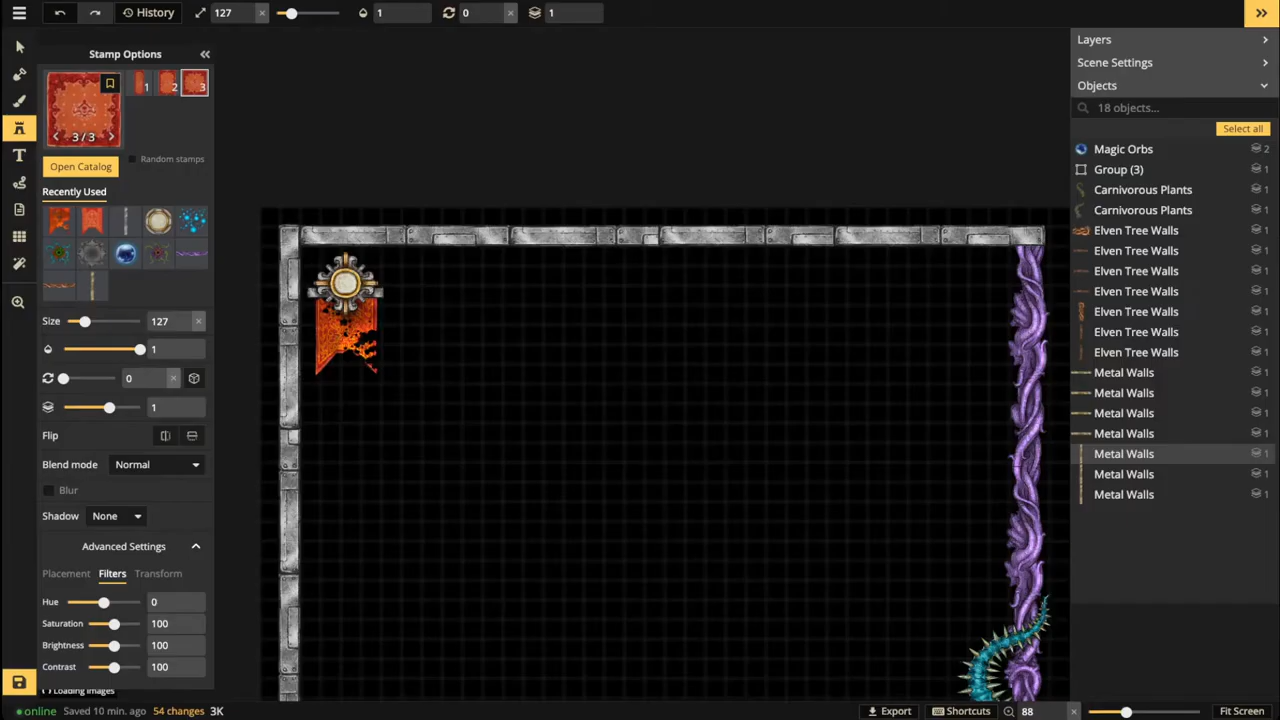 History
127
×
1
0
×
1
Stamp Options
1
2
3
3 / 3
Open Catalog
Random stamps
Recently Used
Size
127
×
1
0
×
1
Flip
Blend mode
Normal
Blur
Shadow
None
Advanced Settings
Placement
Filters
Transform
Hue
0
Saturation
100
Brightness
100
Contrast
100
Loading images
online
Saved 10 min. ago
54 changes
3K
Layers
Scene Settings
Objects
18 objects...
Select all
Magic Orbs 2
Group (3) 1
Carnivorous Plants 1
Carnivorous Plants 1
Elven Tree Walls 1
Elven Tree Walls 1
Elven Tree Walls 1
Elven Tree Walls 1
Elven Tree Walls 1
Elven Tree Walls 1
Elven Tree Walls 1
Metal Walls 1
Metal Walls 1
Metal Walls 1
Metal Walls 1
Metal Walls 1
Metal Walls 1
Metal Walls 1
Export
Shortcuts
88
×
Fit Screen